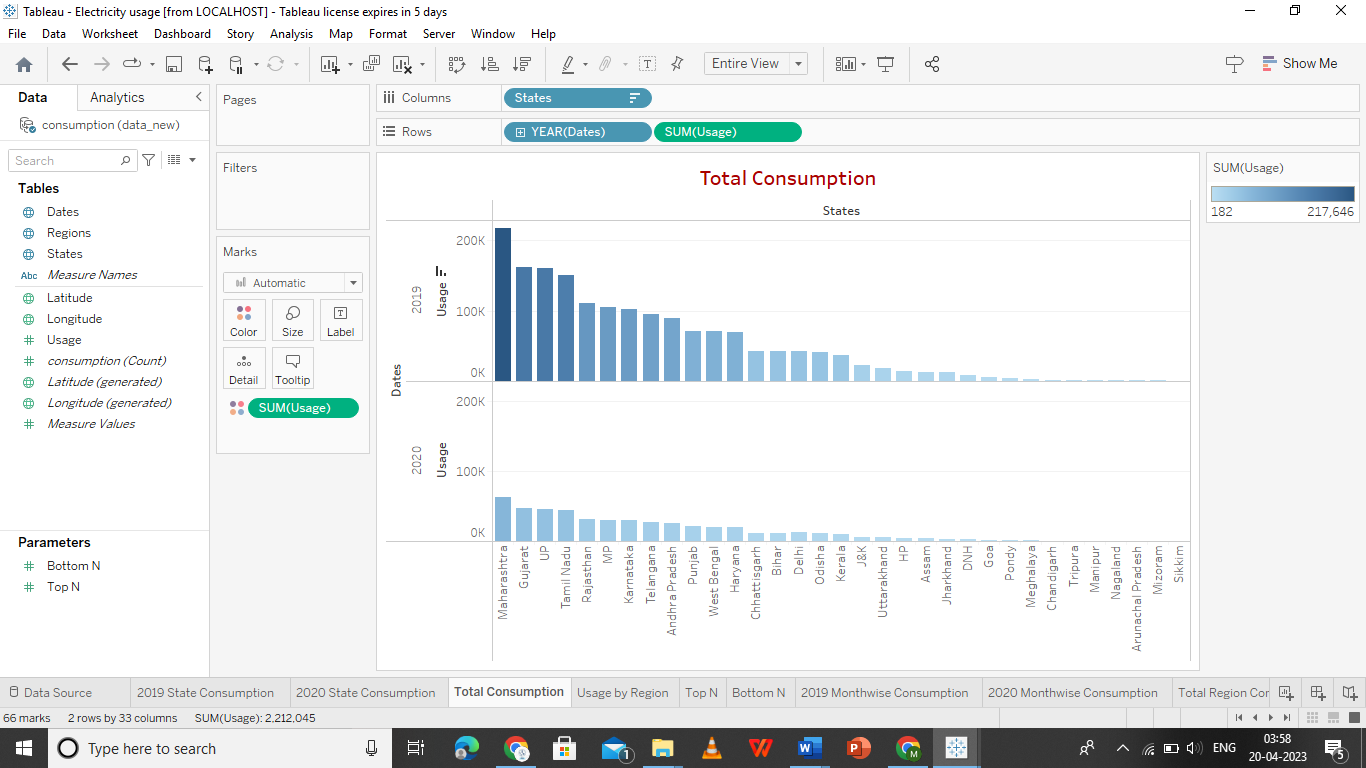 Tableau - Electricity usage [from LOCALHOST] - Tableau license expires in 5 days
File Data Worksheet Dashboard Story Analysis Map Format Server Window Help
Entire View
Show Me
Data Analytics
consumption (data_new)
Search
Tables
Dates
Regions
States
Abc Measure Names
Latitude
Longitude
Usage
consumption (Count)
Latitude (generated)
Longitude (generated)
Measure Values
Parameters
Bottom N
Top N
Pages
Filters
Marks
Automatic
Color Size Label
Detail Tooltip
SUM(Usage)
Columns States
Rows YEAR(Dates) SUM(Usage)
Total Consumption
States
Dates
2019
Usage
200K
100K
0K
2020
Usage
200K
100K
0K
Maharashtra
Gujarat
UP
Tamil Nadu
Rajasthan
MP
Karnataka
Telangana
Andhra Pradesh
Punjab
West Bengal
Haryana
Chhattisgarh
Bihar
Delhi
Odisha
Kerala
J&K
Uttarakhand
HP
Assam
Jharkhand
DNH
Goa
Pondy
Meghalaya
Chandigarh
Tripura
Manipur
Nagaland
Arunachal Pradesh
Mizoram
Sikkim
SUM(Usage)
182 217,646
Data Source 2019 State Consumption 2020 State Consumption Total Consumption Usage by Region Top N Bottom N 2019 Monthwise Consumption 2020 Monthwise Consumption Total Region Cor
66 marks 2 rows by 33 columns SUM(Usage): 2,212,045
Type here to search
1
W
P
M
ENG
03:58
20-04-2023
5